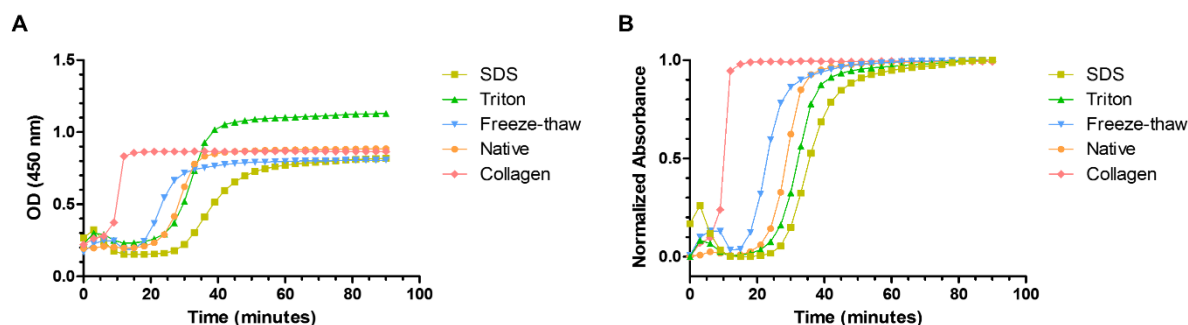 A
OD (450 nm)
1.5
1.0
0.5
0.0
0
20
40
60
80
100
Time (minutes)
SDS
Triton
Freeze-thaw
Native
Collagen
B
Normalized Absorbance
1.0
0.5
0.0
0
20
40
60
80
100
Time (minutes)
SDS
Triton
Freeze-thaw
Native
Collagen